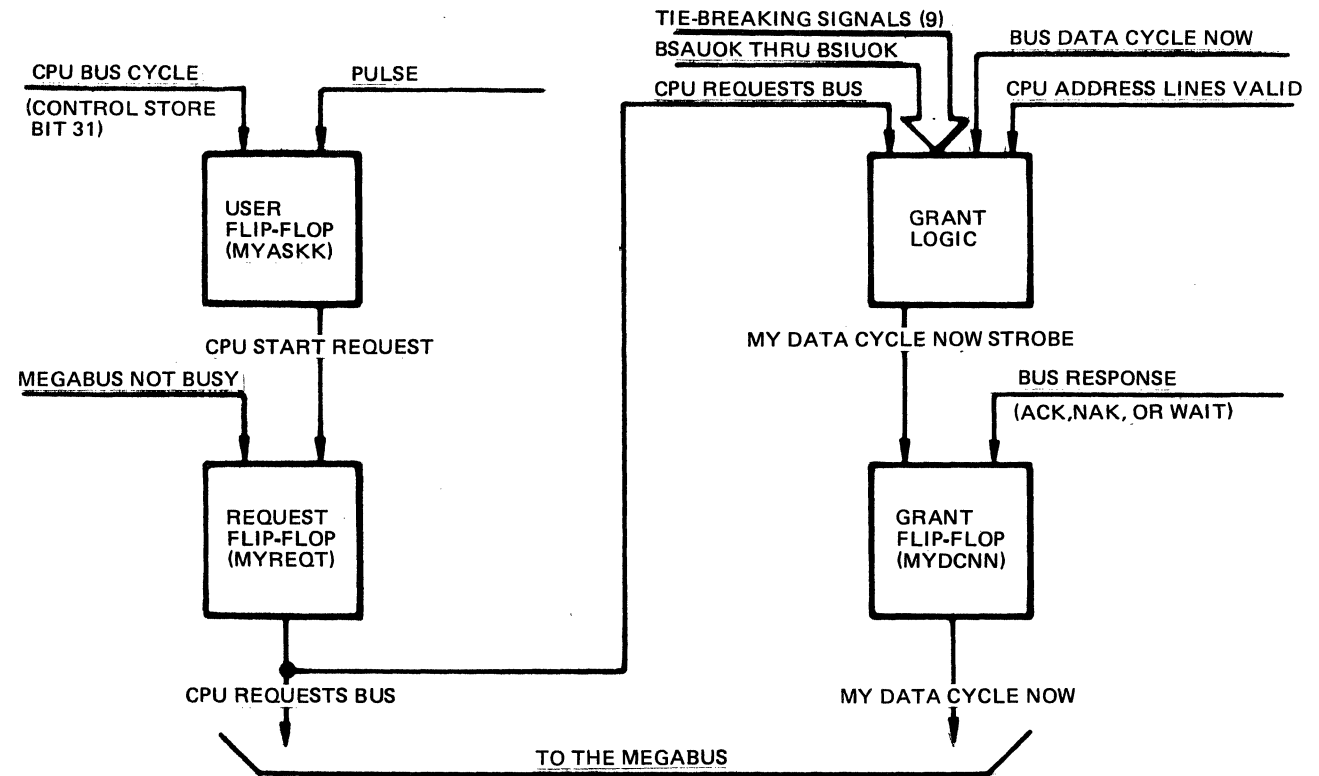 TIE-BREAKING SIGNALS (9)
BSAUOK THRU BSIUOK
BUS DATA CYCLE NOW
CPU BUS CYCLE
PULSE
CPU REQUESTS BUS
CPU ADDRESS LINES VALID
(CONTROL STORE
BIT 31)
USER
FLIP-FLOP
(MYASKK)
GRANT
LOGIC
CPU START REQUEST
MY DATA CYCLE NOW STROBE
MEGABUS NOT BUSY
BUS RESPONSE
(ACK,NAK, OR WAIT)
REQUEST
FLIP-FLOP
(MYREQT)
GRANT
FLIP-FLOP
(MYDCNN)
CPU REQUESTS BUS
MY DATA CYCLE NOW
TO THE MEGABUS